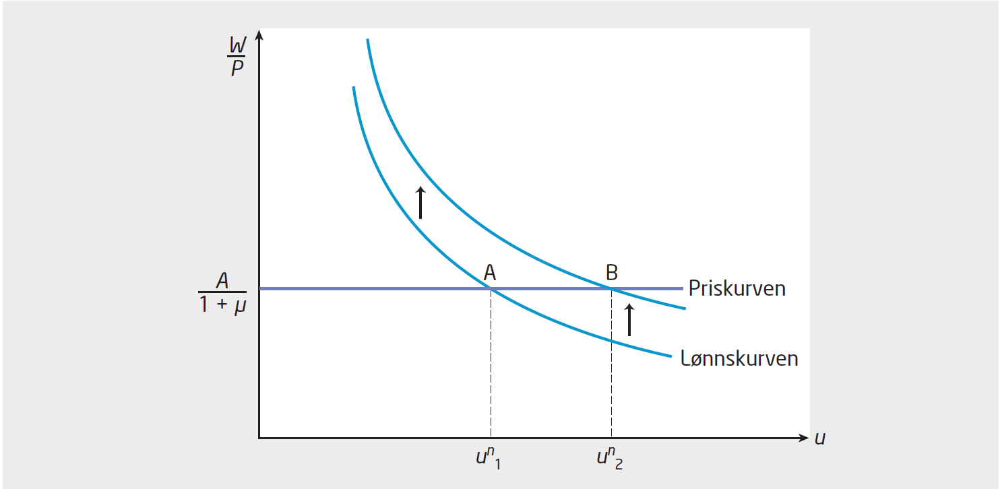 W
P
A
B
A
1 + μ
Priskurven
Lønnskurven
u
uⁿ₁
uⁿ₂